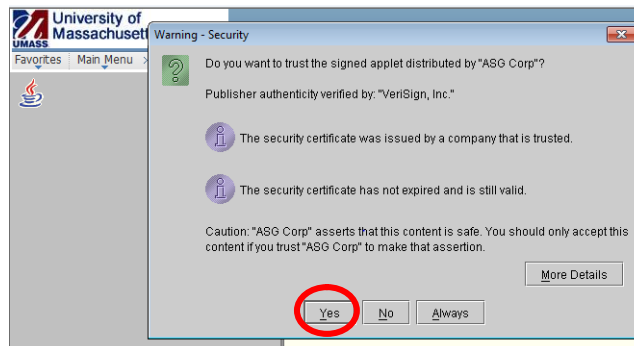 University of
Massachusett
UMASS
Favorites Main Menu >
Warning - Security
Do you want to trust the signed applet distributed by "ASG Corp"?
Publisher authenticity verified by: "VeriSign, Inc."
The security certificate was issued by a company that is trusted.
The security certificate has not expired and is still valid.
Caution: "ASG Corp" asserts that this content is safe. You should only accept this
content if you trust "ASG Corp" to make that assertion.
More Details
Yes No Always